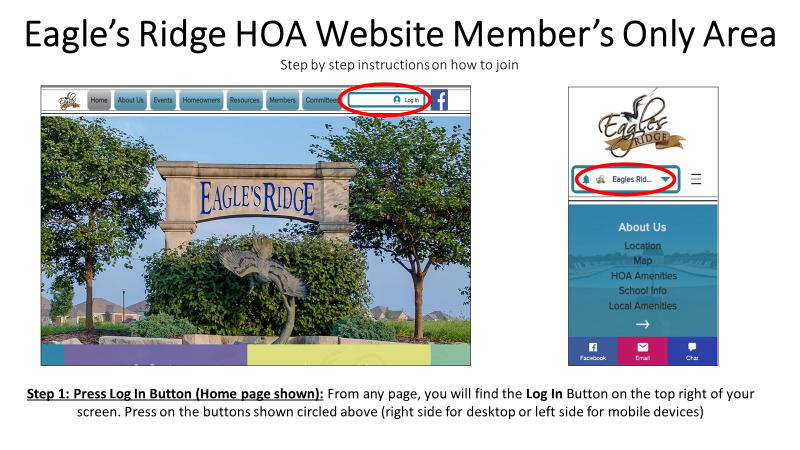 Eagle's Ridge HOA Website Member's Only Area
Step by step instructions on how to join
Eagles
RIDGE
Home About Us Events Homeowners Resources Members Committees Log In f
EAGLE'S RIDGE
Eagles
RIDGE
Eagles Rid...
About Us
Location
Map
HOA Amenities
School Info
Local Amenities
Facebook Email Chat
Step 1: Press Log In Button (Home page shown): From any page, you will find the Log In Button on the top right of your
screen. Press on the buttons shown circled above (right side for desktop or left side for mobile devices)